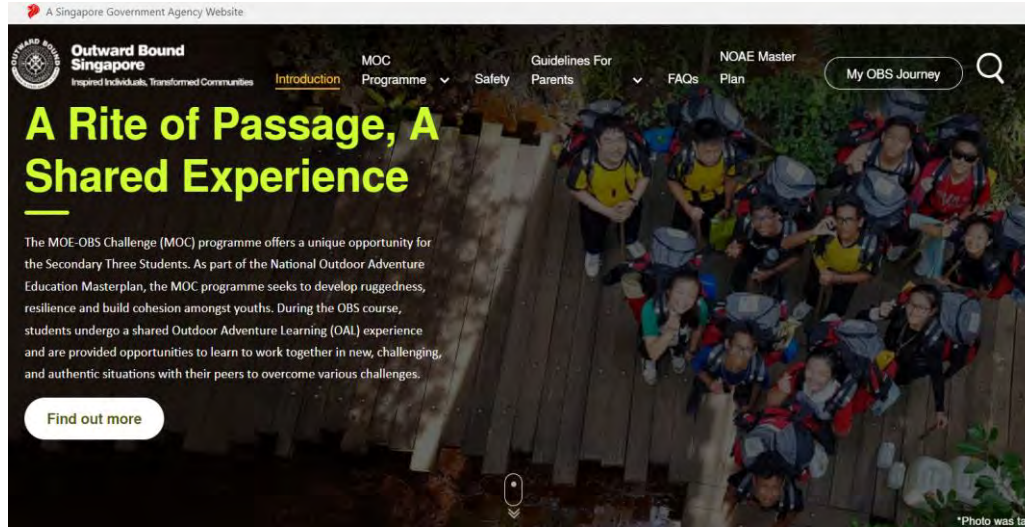 A Singapore Government Agency Website
OUTWARD BOUND
Outward Bound
Singapore
Inspired Individuals, Transformed Communities
Introduction
MOC
Programme
Safety
Guidelines For
Parents
FAQs
NOAE Master
Plan
My OBS Journey
A Rite of Passage, A
Shared Experience
The MOE-OBS Challenge (MOC) programme offers a unique opportunity for
the Secondary Three Students. As part of the National Outdoor Adventure
Education Masterplan, the MOC programme seeks to develop ruggedness,
resilience and build cohesion amongst youths. During the OBS course,
students undergo a shared Outdoor Adventure Learning (OAL) experience
and are provided opportunities to learn to work together in new, challenging,
and authentic situations with their peers to overcome various challenges.
Find out more
*Photo was ta